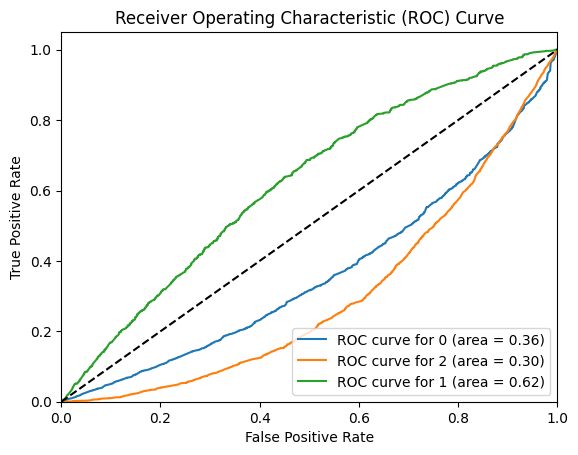 Receiver Operating Characteristic (ROC) Curve
True Positive Rate
1.0
0.8
0.6
0.4
0.2
0.0
ROC curve for 0 (area = 0.36)
ROC curve for 2 (area = 0.30)
ROC curve for 1 (area = 0.62)
0.0 0.2 0.4 0.6 0.8 1.0
False Positive Rate